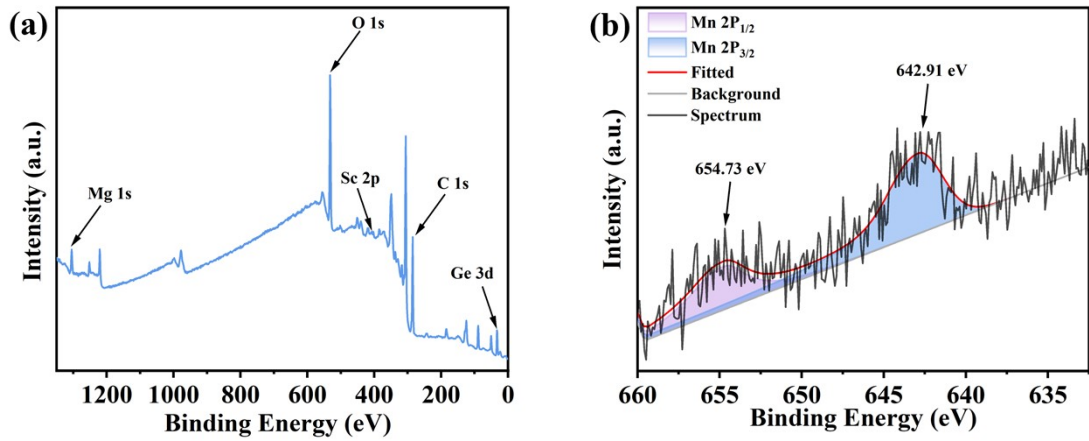 (a)
O 1s
Mg 1s
Sc 2p
C 1s
Ge 3d
Intensity (a.u.)
1200 1000 800 600 400 200 0
Binding Energy (eV)
(b)
Mn 2P1/2
Mn 2P3/2
Fitted
Background
Spectrum
642.91 eV
654.73 eV
Intensity (a.u.)
660 655 650 645 640 635
Binding Energy (eV)